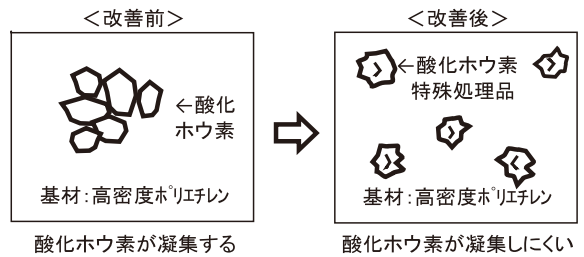 ＜改善前＞
←酸化
ホウ素
基材：高密度ﾎﾟﾘｴﾁﾚﾝ
酸化ホウ素が凝集する
＜改善後＞
←酸化ホウ素
特殊処理品
基材：高密度ﾎﾟﾘｴﾁﾚﾝ
酸化ホウ素が凝集しにくい